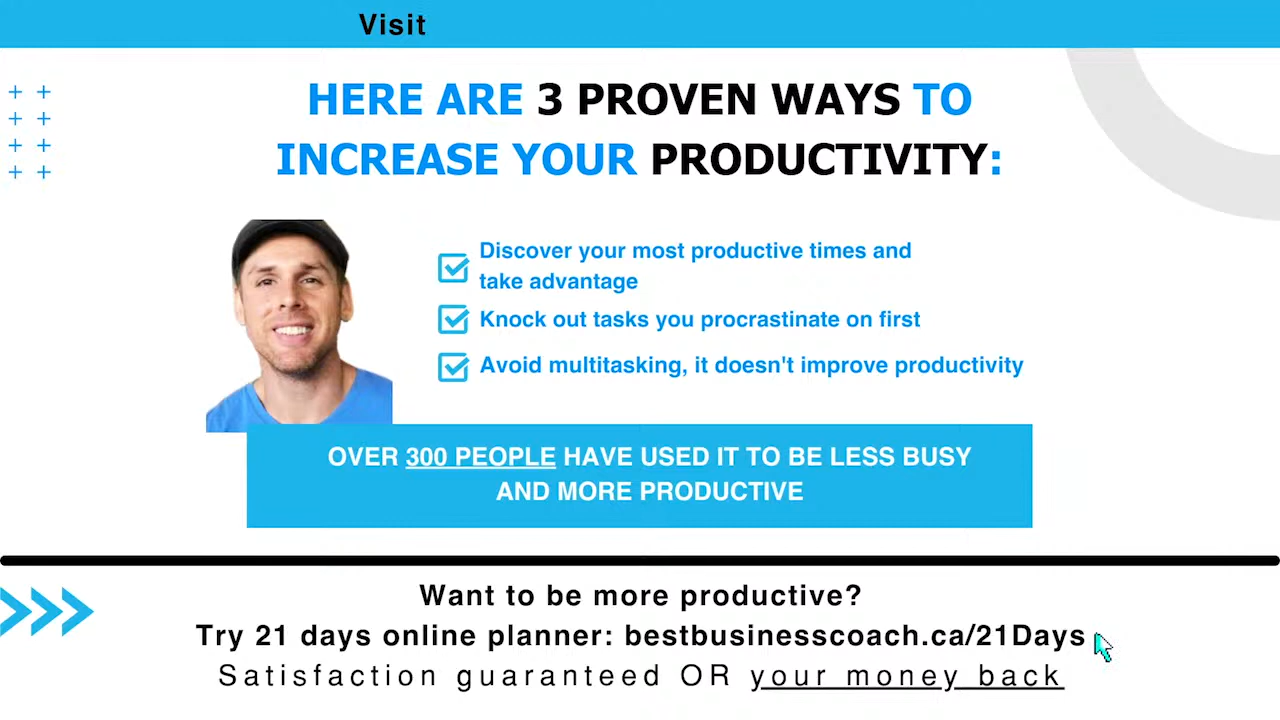 Visit
HERE ARE 3 PROVEN WAYS TO
INCREASE YOUR PRODUCTIVITY:
Discover your most productive times and
take advantage
Knock out tasks you procrastinate on first
Avoid multitasking, it doesn't improve productivity
OVER 300 PEOPLE HAVE USED IT TO BE LESS BUSY
AND MORE PRODUCTIVE
Want to be more productive?
Try 21 days online planner: bestbusinesscoach.ca/21Days
Satisfaction guaranteed OR your money back